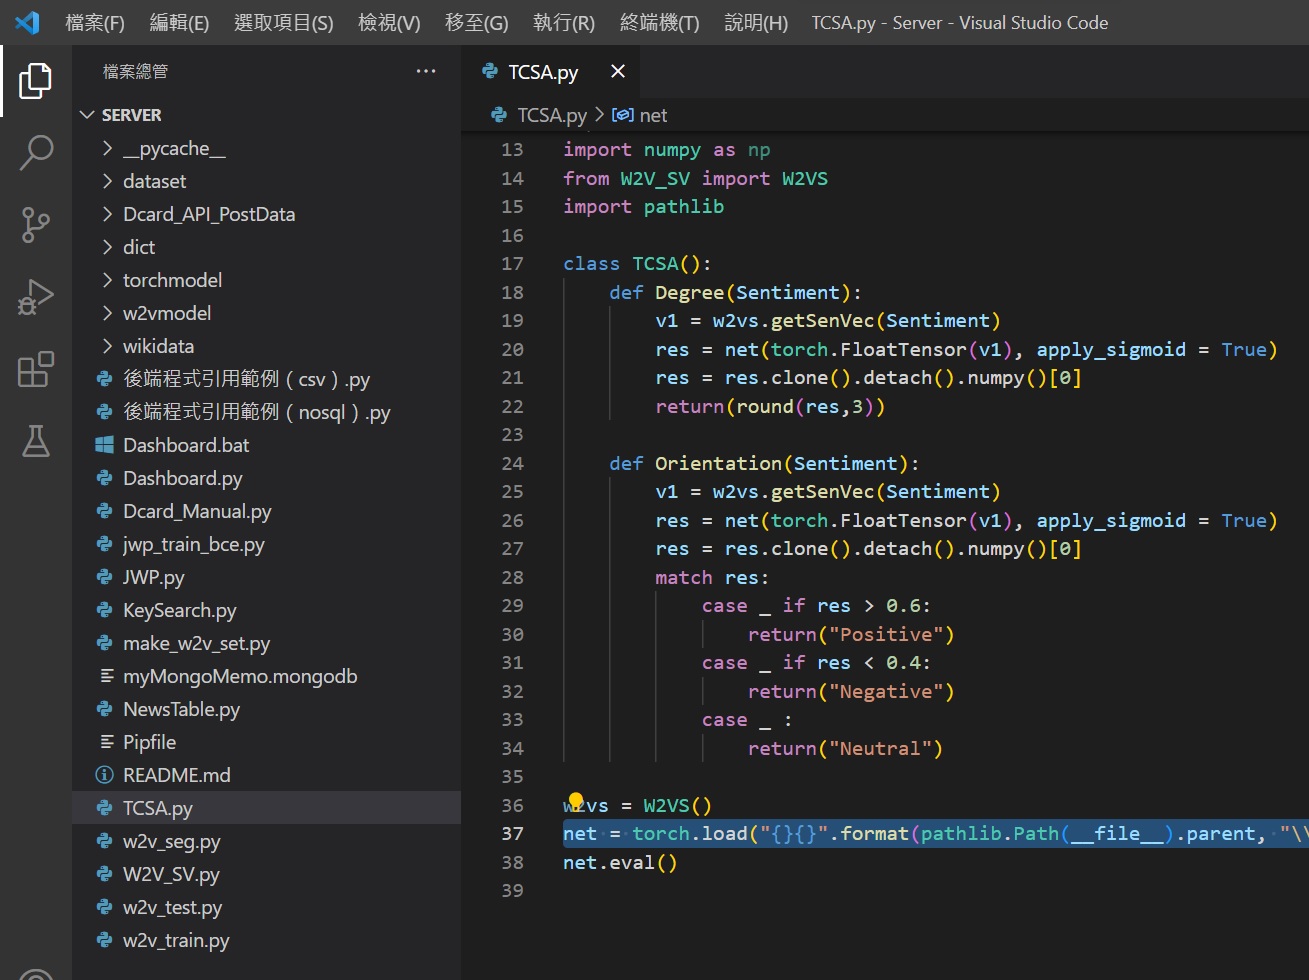 檔案(F) 編輯(E) 選取項目(S) 檢視(V) 移至(G) 執行(R) 終端機(T) 說明(H) TCSA.py - Server - Visual Studio Code
檔案總管 ···
SERVER
__pycache__
dataset
Dcard_API_PostData
dict
torchmodel
w2vmodel
wikidata
後端程式引用範例 ( csv ) .py
後端程式引用範例 ( nosql ) .py
Dashboard.bat
Dashboard.py
Dcard_Manual.py
jwp_train_bce.py
JWP.py
KeySearch.py
make_w2v_set.py
myMongoMemo.mongodb
NewsTable.py
Pipfile
README.md
TCSA.py
w2v_seg.py
W2V_SV.py
w2v_test.py
w2v_train.py
TCSA.py
TCSA.py > net
13 import numpy as np
14 from W2V_SV import W2VS
15 import pathlib
16
17 class TCSA():
18 def Degree(Sentiment):
19 v1 = w2vs.getSenVec(Sentiment)
20 res = net(torch.FloatTensor(v1), apply_sigmoid = True)
21 res = res.clone().detach().numpy()[0]
22 return(round(res,3))
23
24 def Orientation(Sentiment):
25 v1 = w2vs.getSenVec(Sentiment)
26 res = net(torch.FloatTensor(v1), apply_sigmoid = True)
27 res = res.clone().detach().numpy()[0]
28 match res:
29 case _ if res > 0.6:
30 return("Positive")
31 case _ if res < 0.4:
32 return("Negative")
33 case _ :
34 return("Neutral")
35
36 w2vs = W2VS()
37 net = torch.load("{}{}".format(pathlib.Path(__file__).parent, "\\
38 net.eval()
39